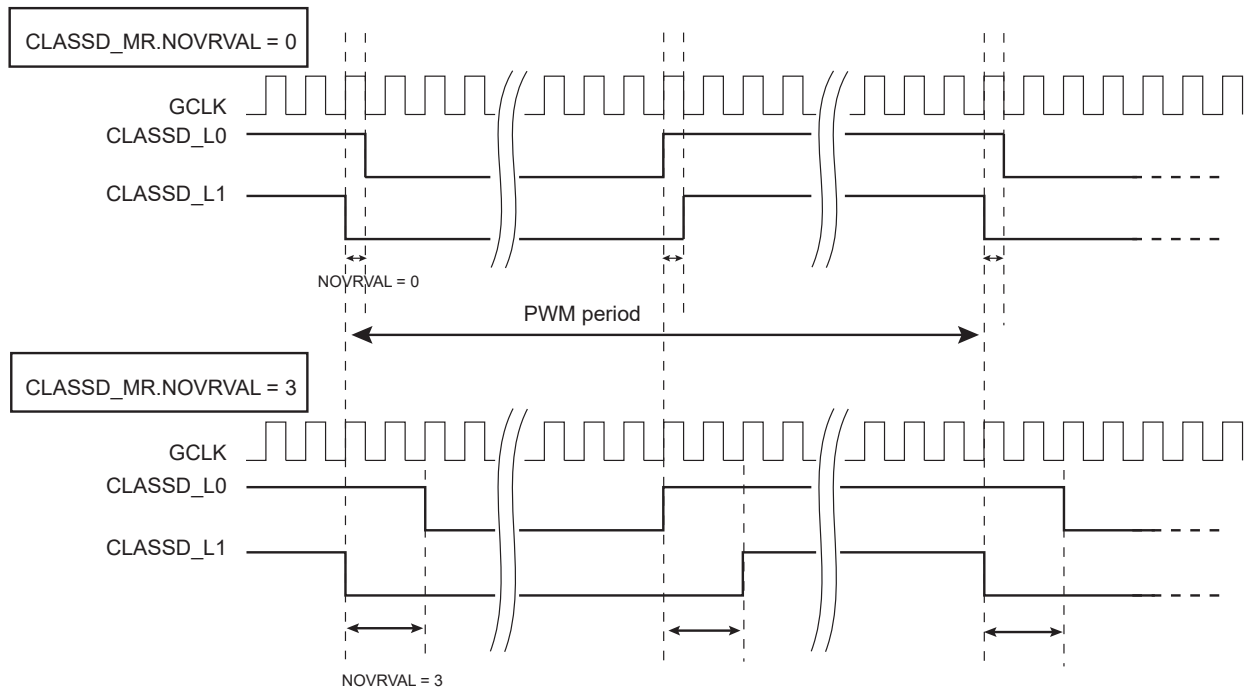 CLASSD_MR.NOVRVAL = 0
GCLK
CLASSD_L0
CLASSD_L1
NOVRVAL = 0
PWM period
CLASSD_MR.NOVRVAL = 3
GCLK
CLASSD_L0
CLASSD_L1
NOVRVAL = 3